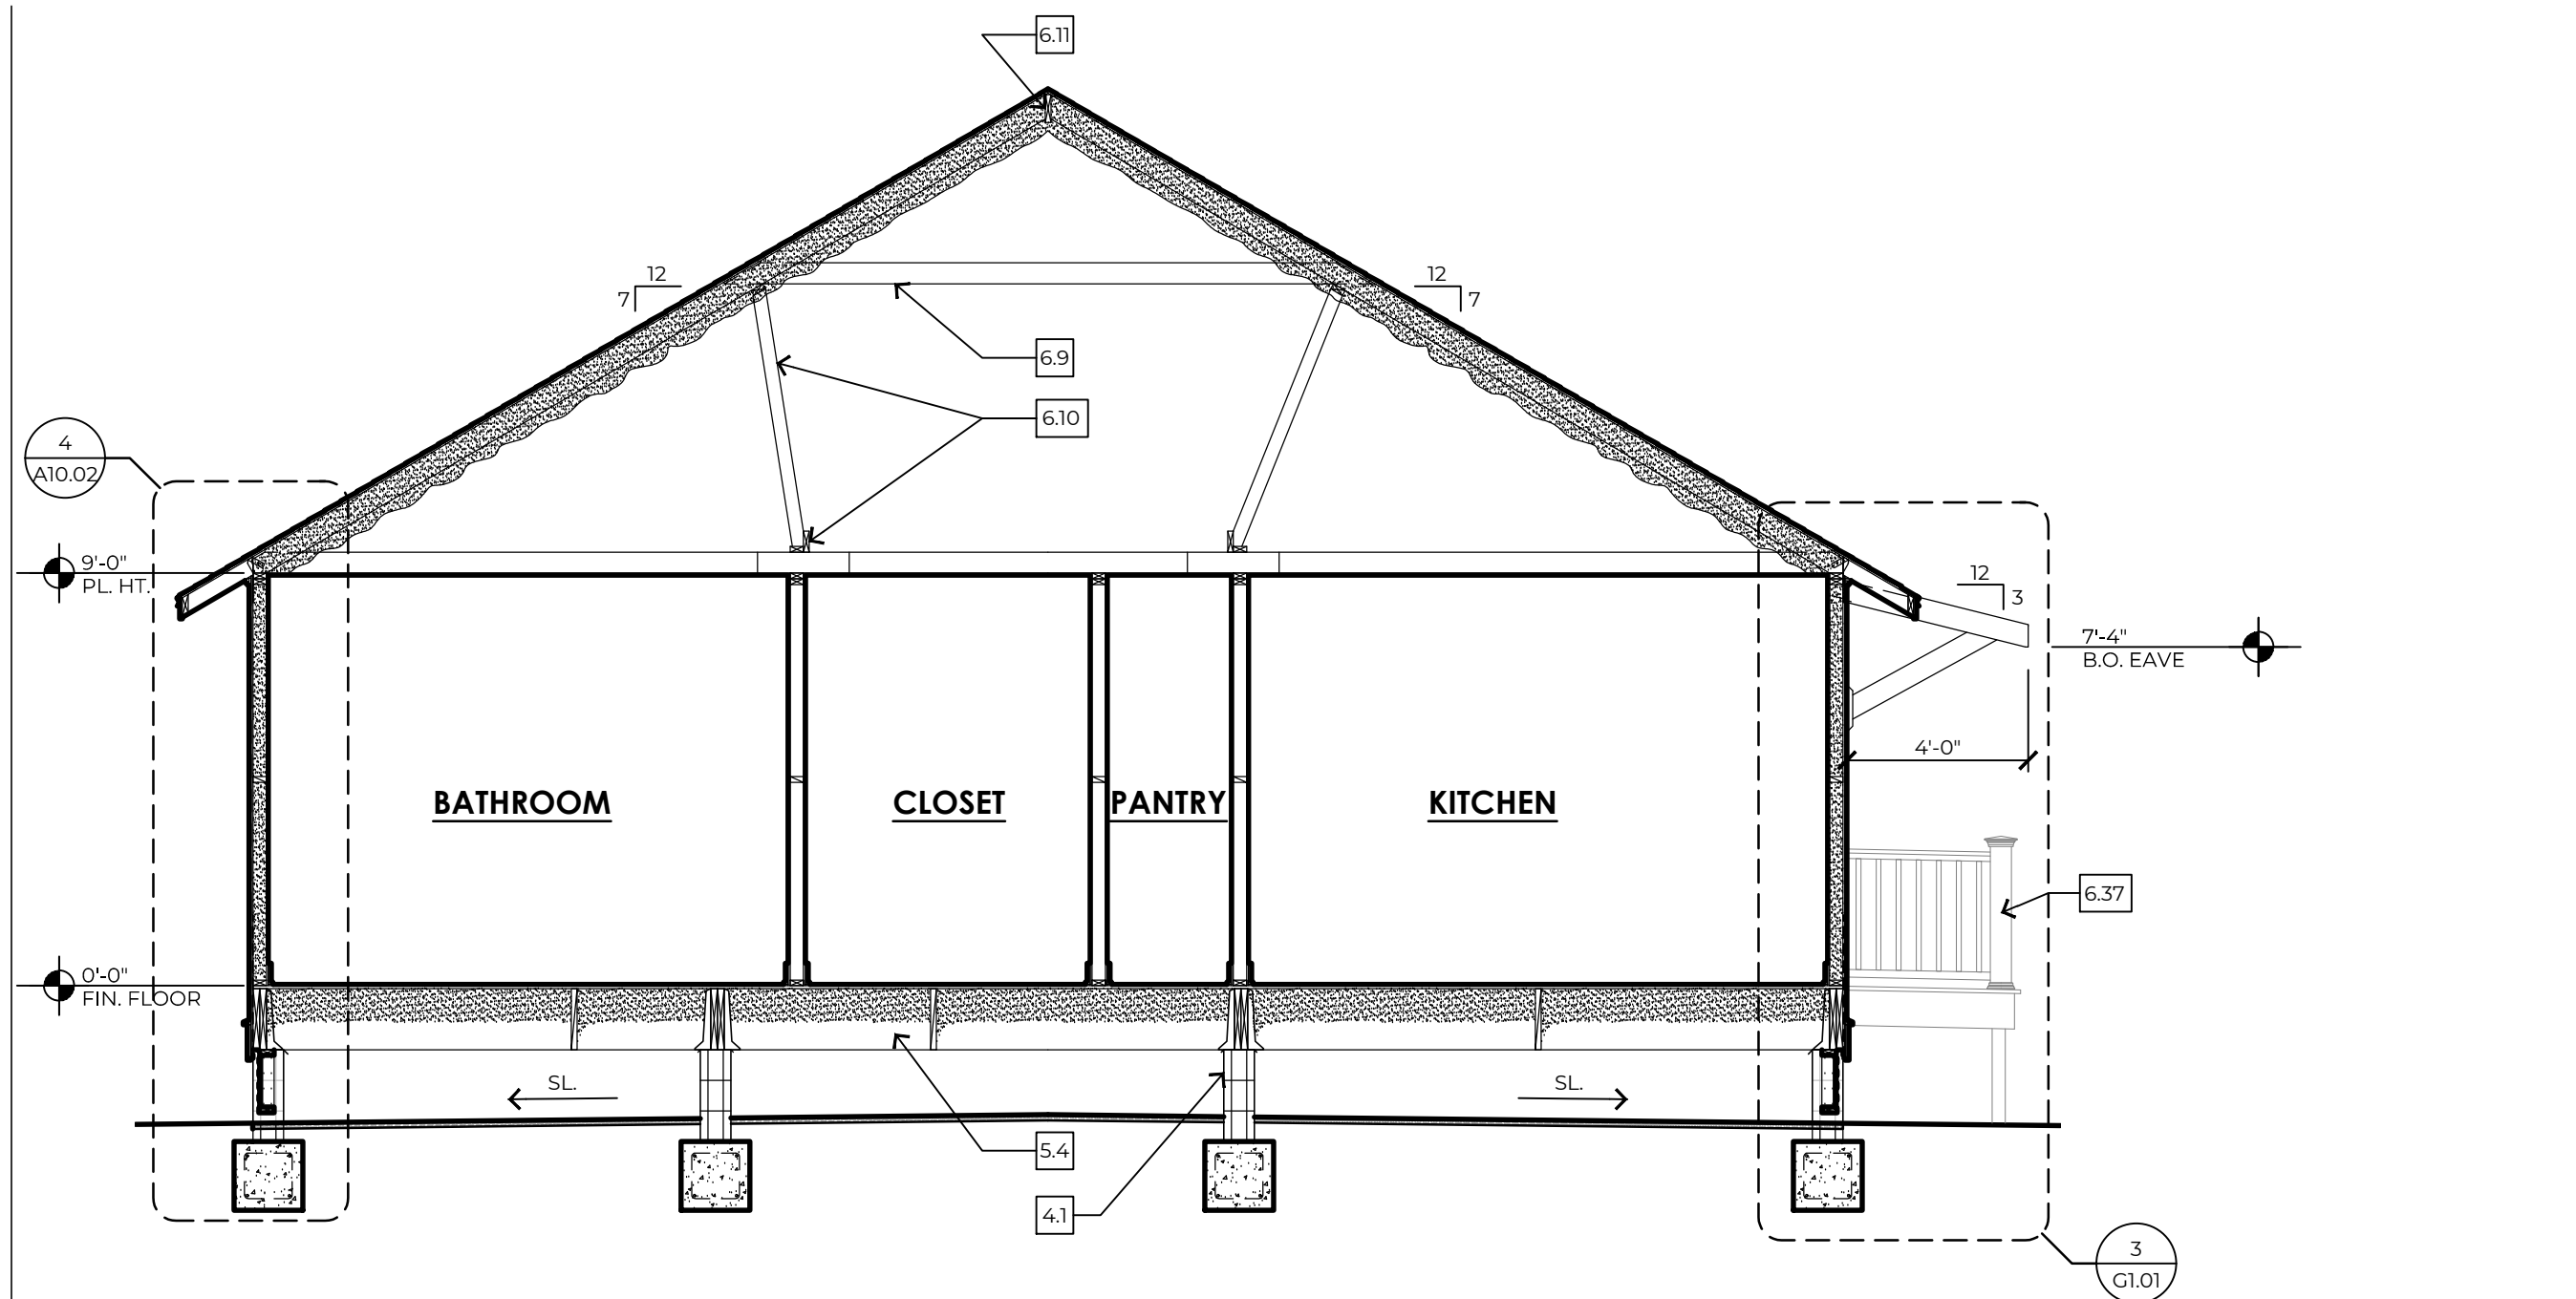 6.11
12
7
12
7
6.9
6.10
4
A10.02
9'-0"
PL. HT.
12
3
7'-4"
B.O. EAVE
4'-0"
BATHROOM
CLOSET
PANTRY
KITCHEN
6.37
0'-0"
FIN. FLOOR
SL.
SL.
5.4
4.1
3
G1.01